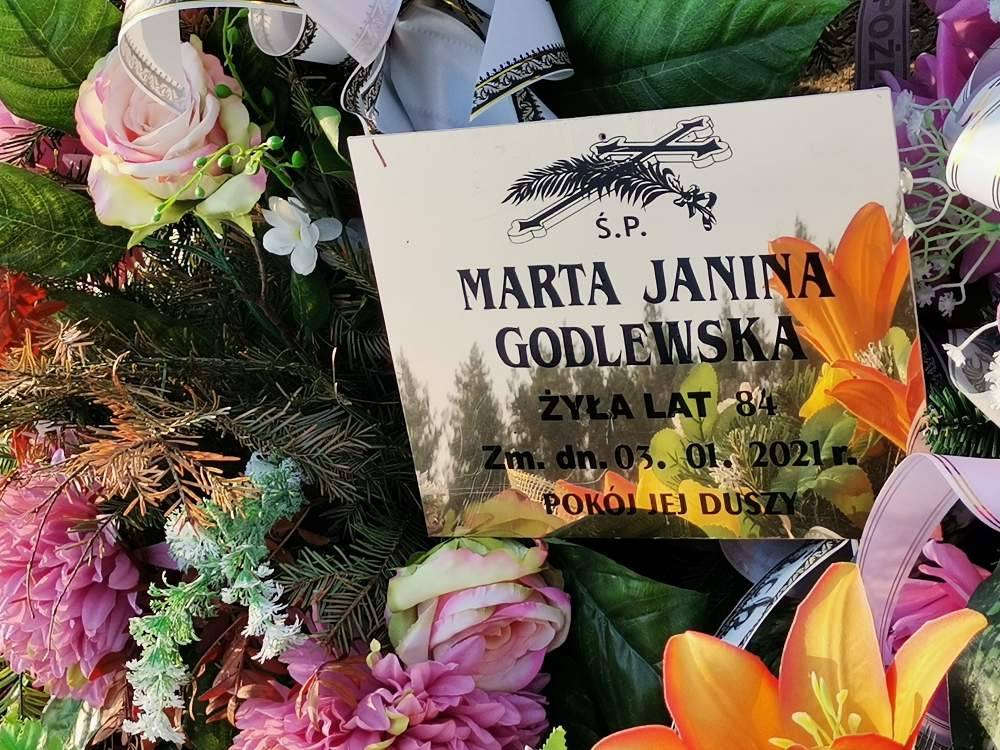 Ś.P.
MARTA JANINA
GODLEWSKA
ŻYŁA LAT 84
Zm. dn. 03. 01. 2021 r.
POKÓJ JEJ DUSZY